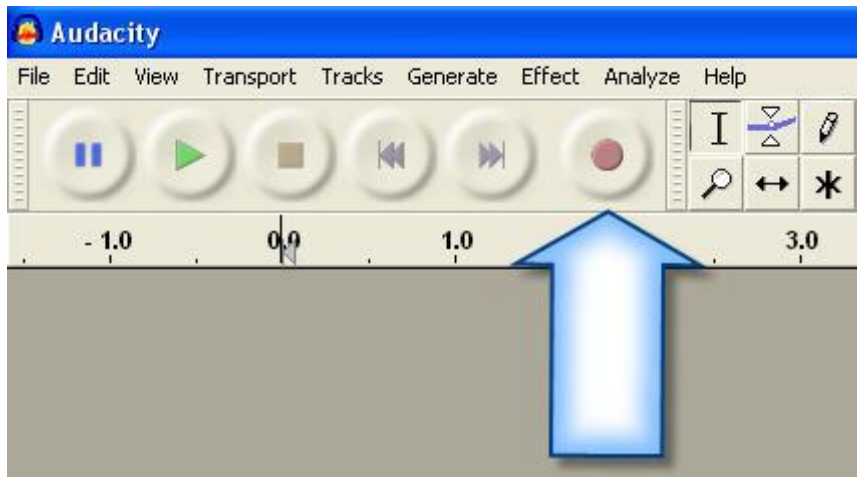 Audacity
File Edit View Transport Tracks Generate Effect Analyze Help
- 1.0 0.0 1.0 3.0